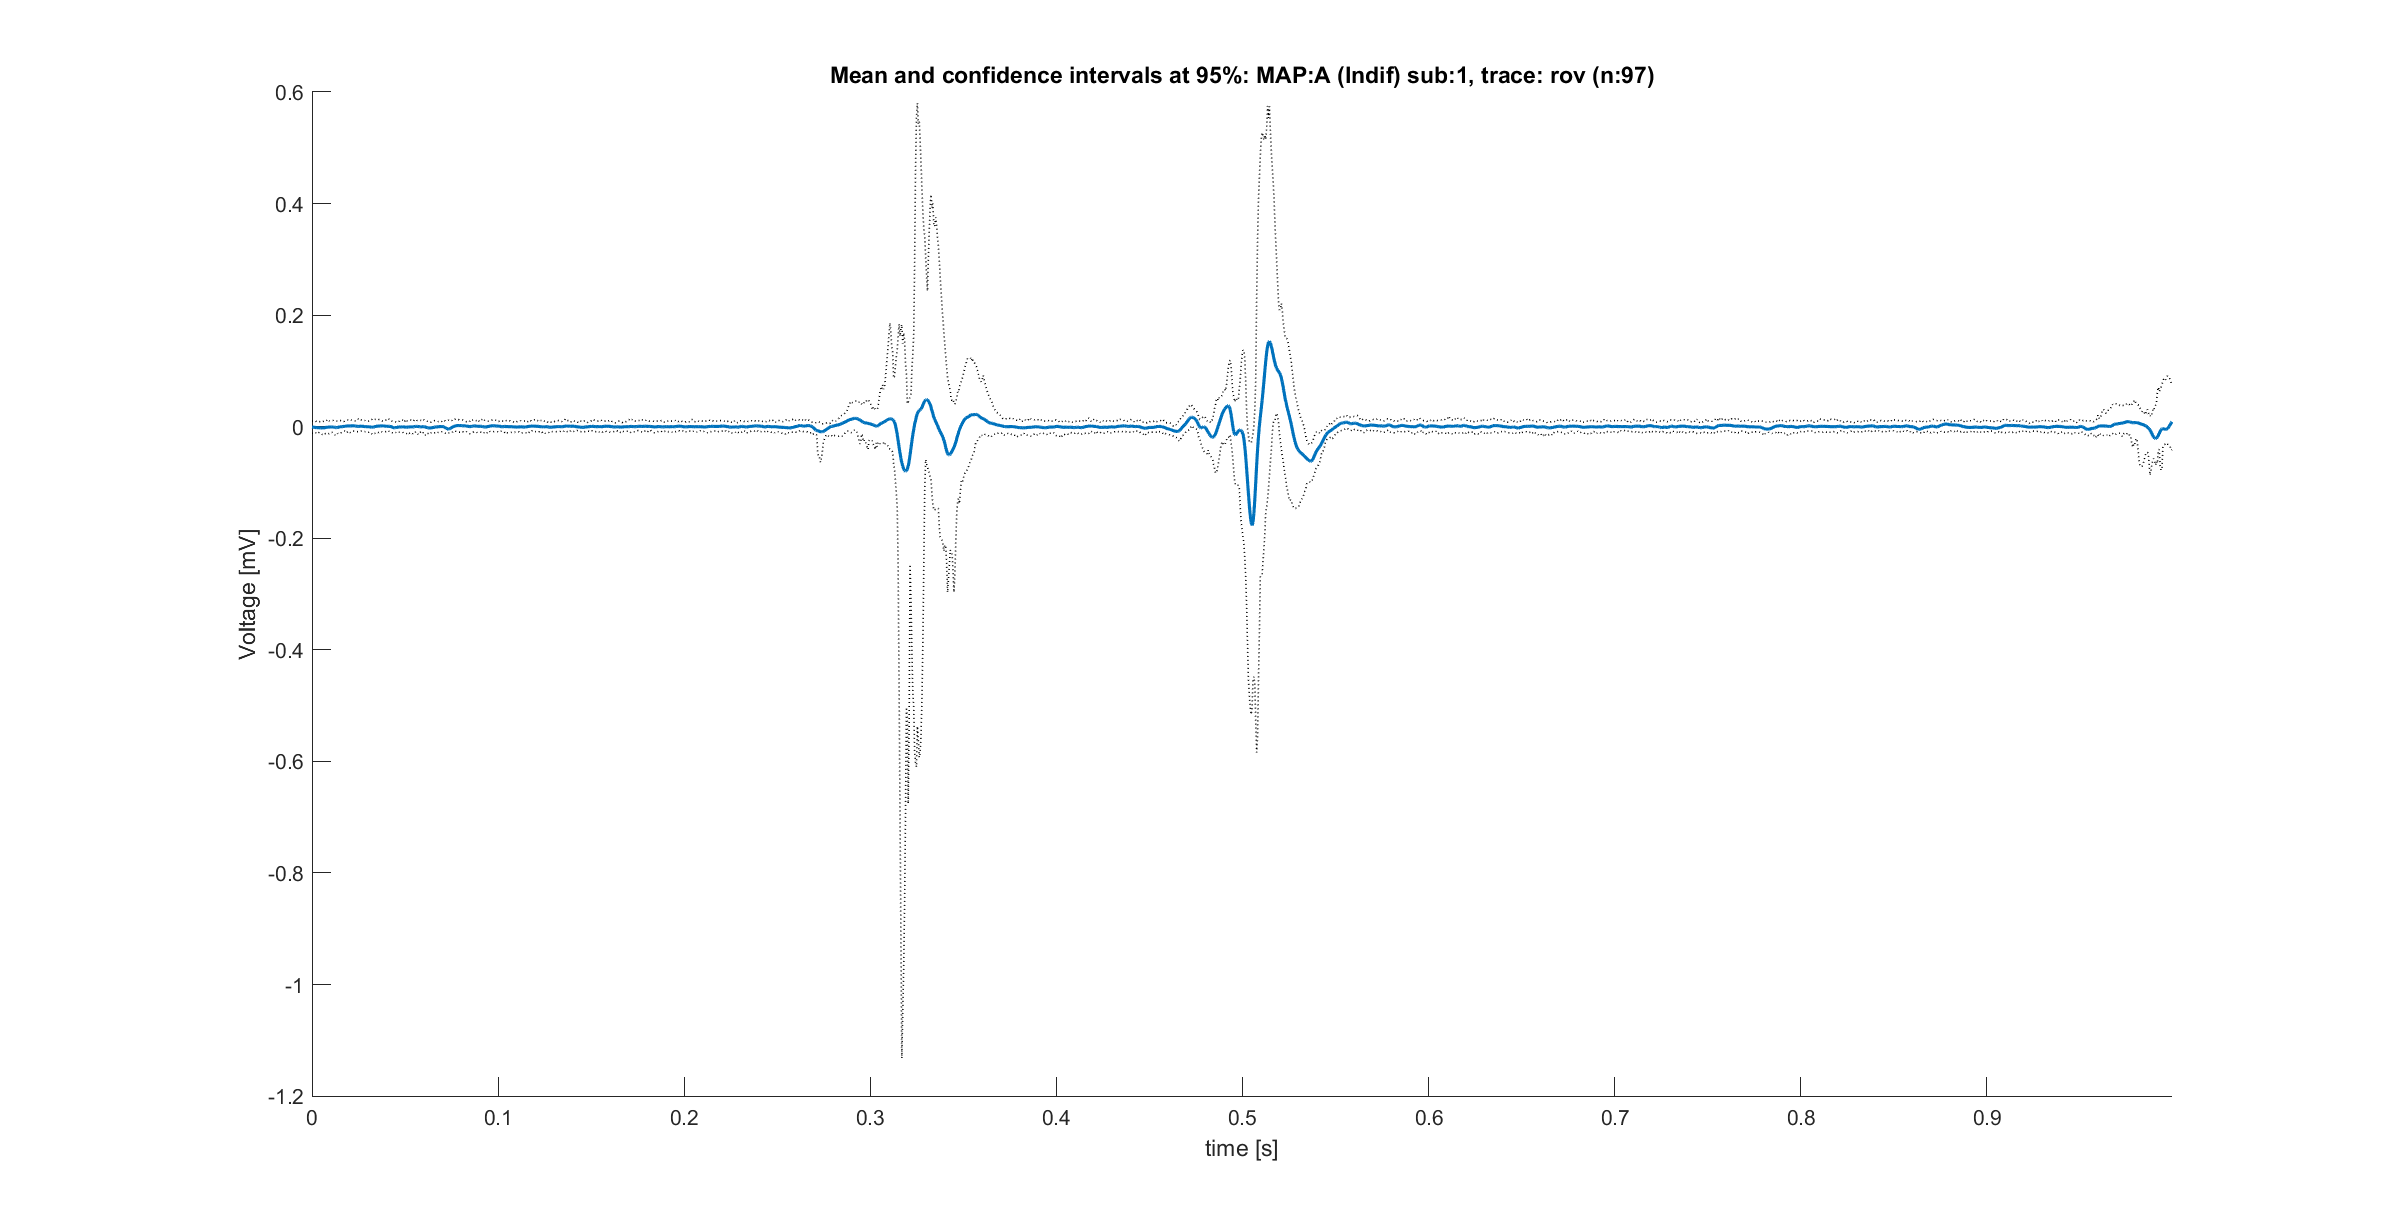 Mean and confidence intervals at 95%: MAP:A (Indif) sub:1, trace: rov (n:97)
0.6
0.4
0.2
0
-0.2
-0.4
-0.6
-0.8
-1
-1.2
Voltage [mV]
0 0.1 0.2 0.3 0.4 0.5 0.6 0.7 0.8 0.9
time [s]